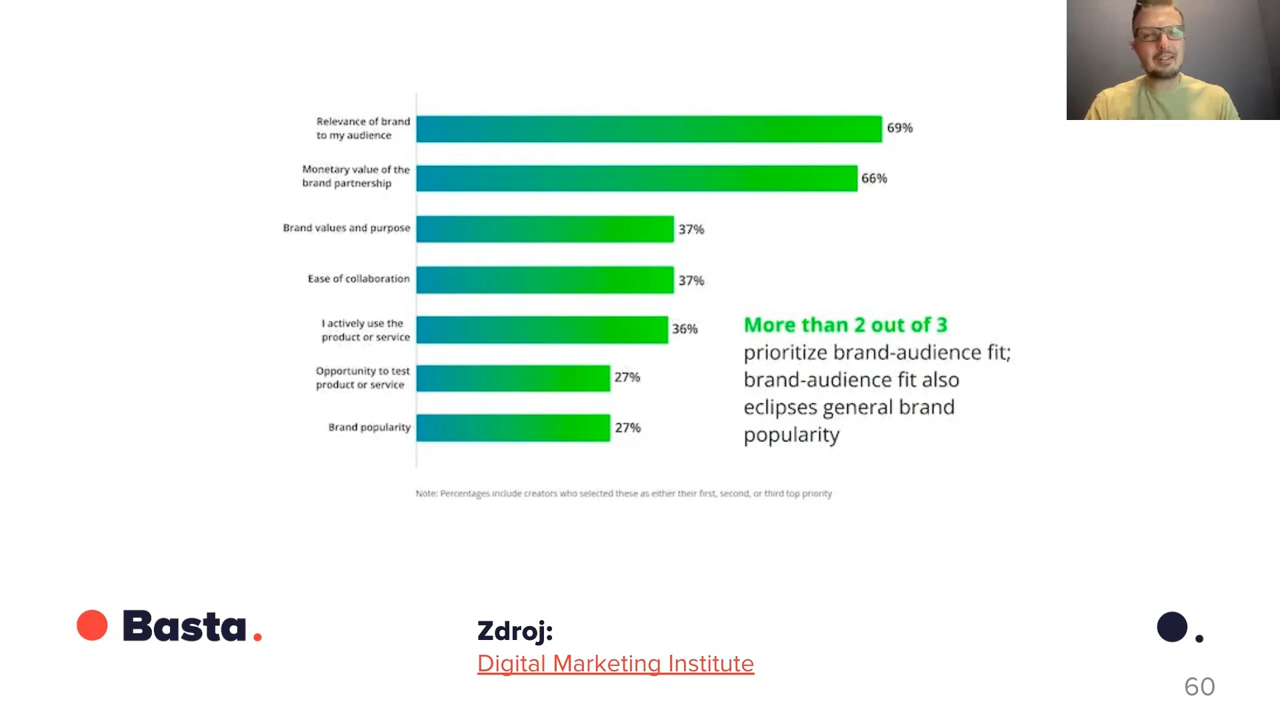 Relevance of brand
to my audience
69%
Monetary value of the
brand partnership
66%
Brand values and purpose
37%
Ease of collaboration
37%
I actively use the
product or service
36%
Opportunity to test
product or service
27%
Brand popularity
27%
More than 2 out of 3
prioritize brand-audience fit;
brand-audience fit also
eclipses general brand
popularity
Note: Percentages include creators who selected these as either their first, second, or third top priority
Basta.
Zdroj:
Digital Marketing Institute
60